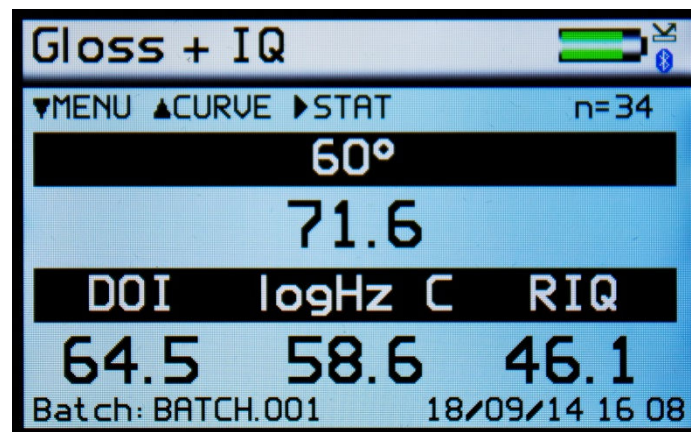 Gloss + IQ
▼MENU ▲CURVE ▶STAT n=34
60°
71.6
DOI logHz C RIQ
64.5 58.6 46.1
Batch: BATCH.001 18/09/14 16 08